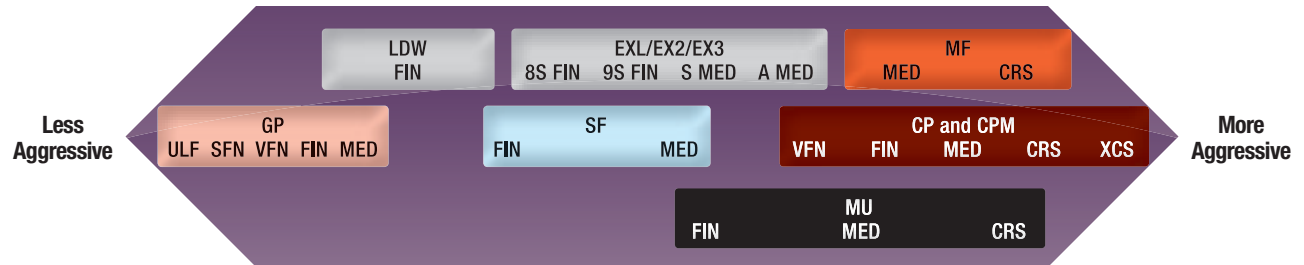 LDW
FIN
EXL/EX2/EX3
8S FIN 9S FIN S MED A MED
MF
MED CRS
Less
Aggressive
GP
ULF SFN VFN FIN MED
SF
FIN MED
CP and CPM
VFN FIN MED CRS XCS
More
Aggressive
MU
FIN MED CRS